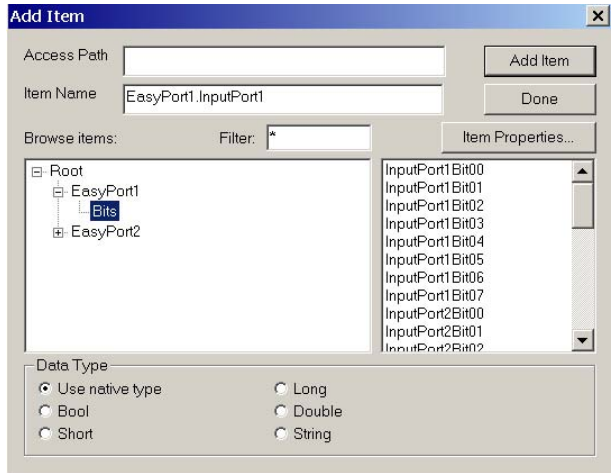 Add Item
Access Path
Add Item
Item Name EasyPort1.InputPort1
Done
Browse items: Filter: * Item Properties...
Root
EasyPort1
Bits
EasyPort2
InputPort1Bit00
InputPort1Bit01
InputPort1Bit02
InputPort1Bit03
InputPort1Bit04
InputPort1Bit05
InputPort1Bit06
InputPort1Bit07
InputPort2Bit00
InputPort2Bit01
InputPort2Bit02
Data Type
Use native type Long
Bool Double
Short String